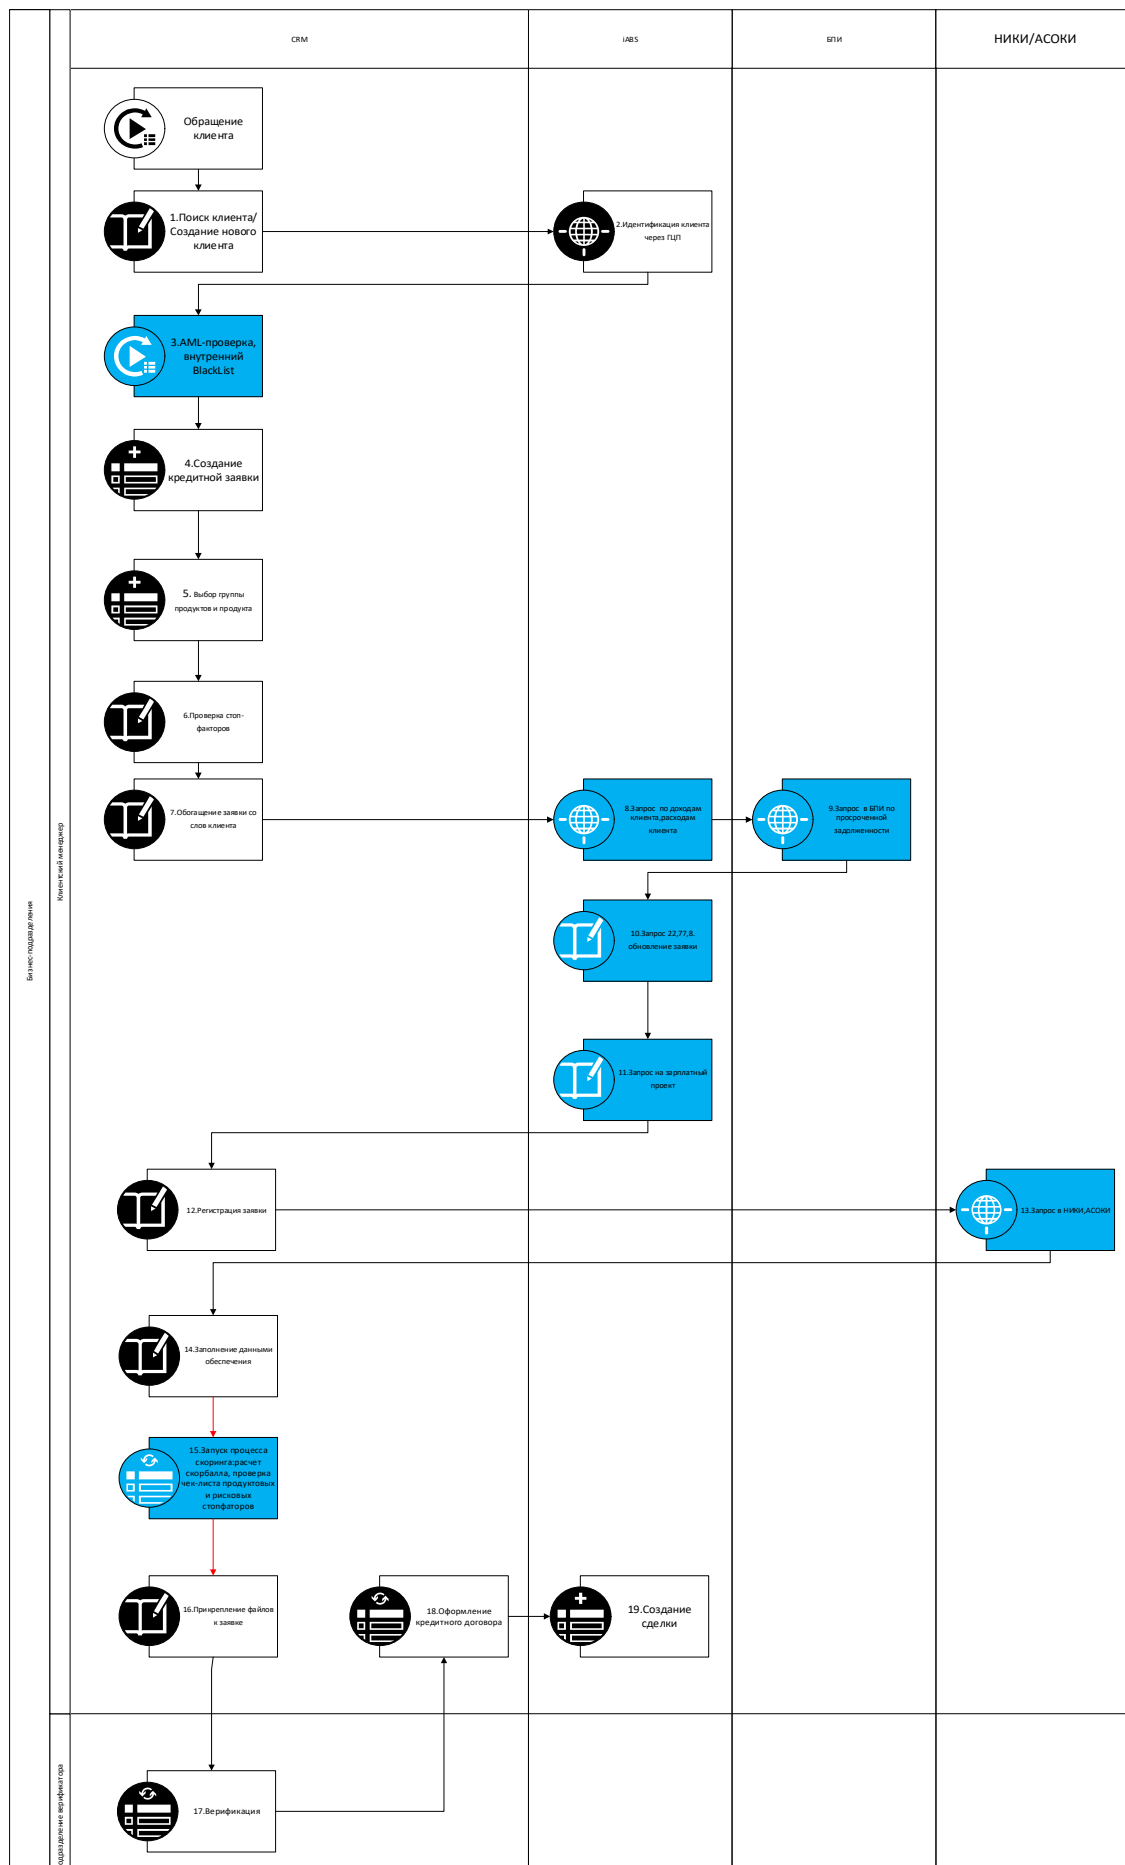 CRM
iABS
БПИ
НИКИ/АСОКИ
Бизнес-подразделения
Клиентский менеджер
Обращение
клиента
1.Поиск клиента/
Создание нового
клиента
2.Идентификация клиента
через ГЦП
3.AML-проверка,
внутренний
BlackList
4.Создание
кредитной заявки
5. Выбор группы
продуктов и продукта
6.Проверка стоп-
факторов
7.Обогащение заявки со
слов клиента
8.Запрос по доходам
клиента,расходам
клиента
9.Запрос в БПИ по
просроченной
задолженности
10.Запрос 22,77,8.
обновление заявки
11.Запрос на зарплатный
проект
12.Регистрация заявки
13.Запрос в НИКИ,АСОКИ
14.Заполнение данными
обеспечения
15.Запуск процесса
скоринга:расчет
скорбалла, проверка
чек-листа продуктовых
и рисковых
стопфаторов
16.Прикрепление файлов
к заявке
18.Оформление
кредитного договора
19.Создание
сделки
одразделение верификатора
17.Верификация